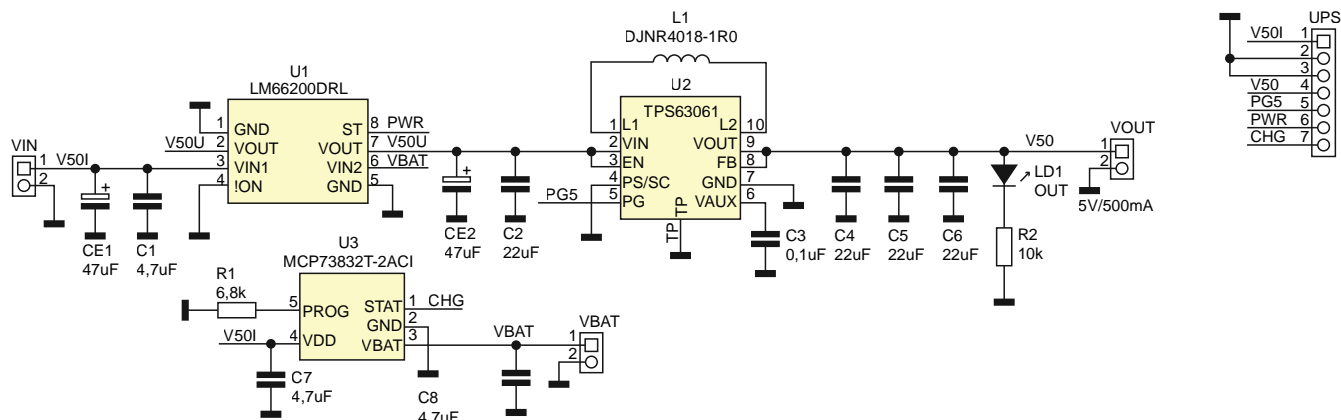 L1
DJNR4018-1R0
UPS
V50I 1
2
3
V50 4
PG5 5
PWR 6
CHG 7
U1
LM66200DRL
1 GND ST 8 PWR
V50U 2 VOUT VOUT 7 V50U
3 VIN1 VIN2 6 VBAT
4 !ON GND 5
VIN
1 V50I
2
CE1
47uF
C1
4,7uF
+
+
CE2
47uF
C2
22uF
U2
TPS63061
1 L1 L2 10
2 VIN VOUT 9
3 EN FB 8
4 PS/SC GND 7
PG5 5 PG VAUX 6
TP
TP
C3
0,1uF
C4
22uF
C5
22uF
C6
22uF
V50
LD1
OUT
R2
10k
VOUT
1
2
5V/500mA
U3
MCP73832T-2ACI
R1
6,8k
5 PROG STAT 1 CHG
GND 2
V50I 4 VDD VBAT 3
VBAT
VBAT
1
2
C7
4,7uF
C8
4,7uF